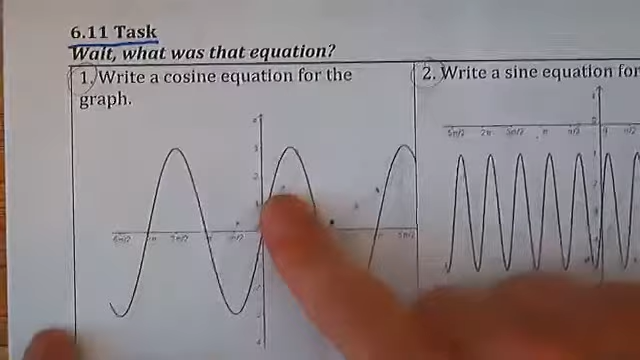 6.11 Task
Wait, what was that equation?
1. Write a cosine equation for the
graph.
2. Write a sine equation for